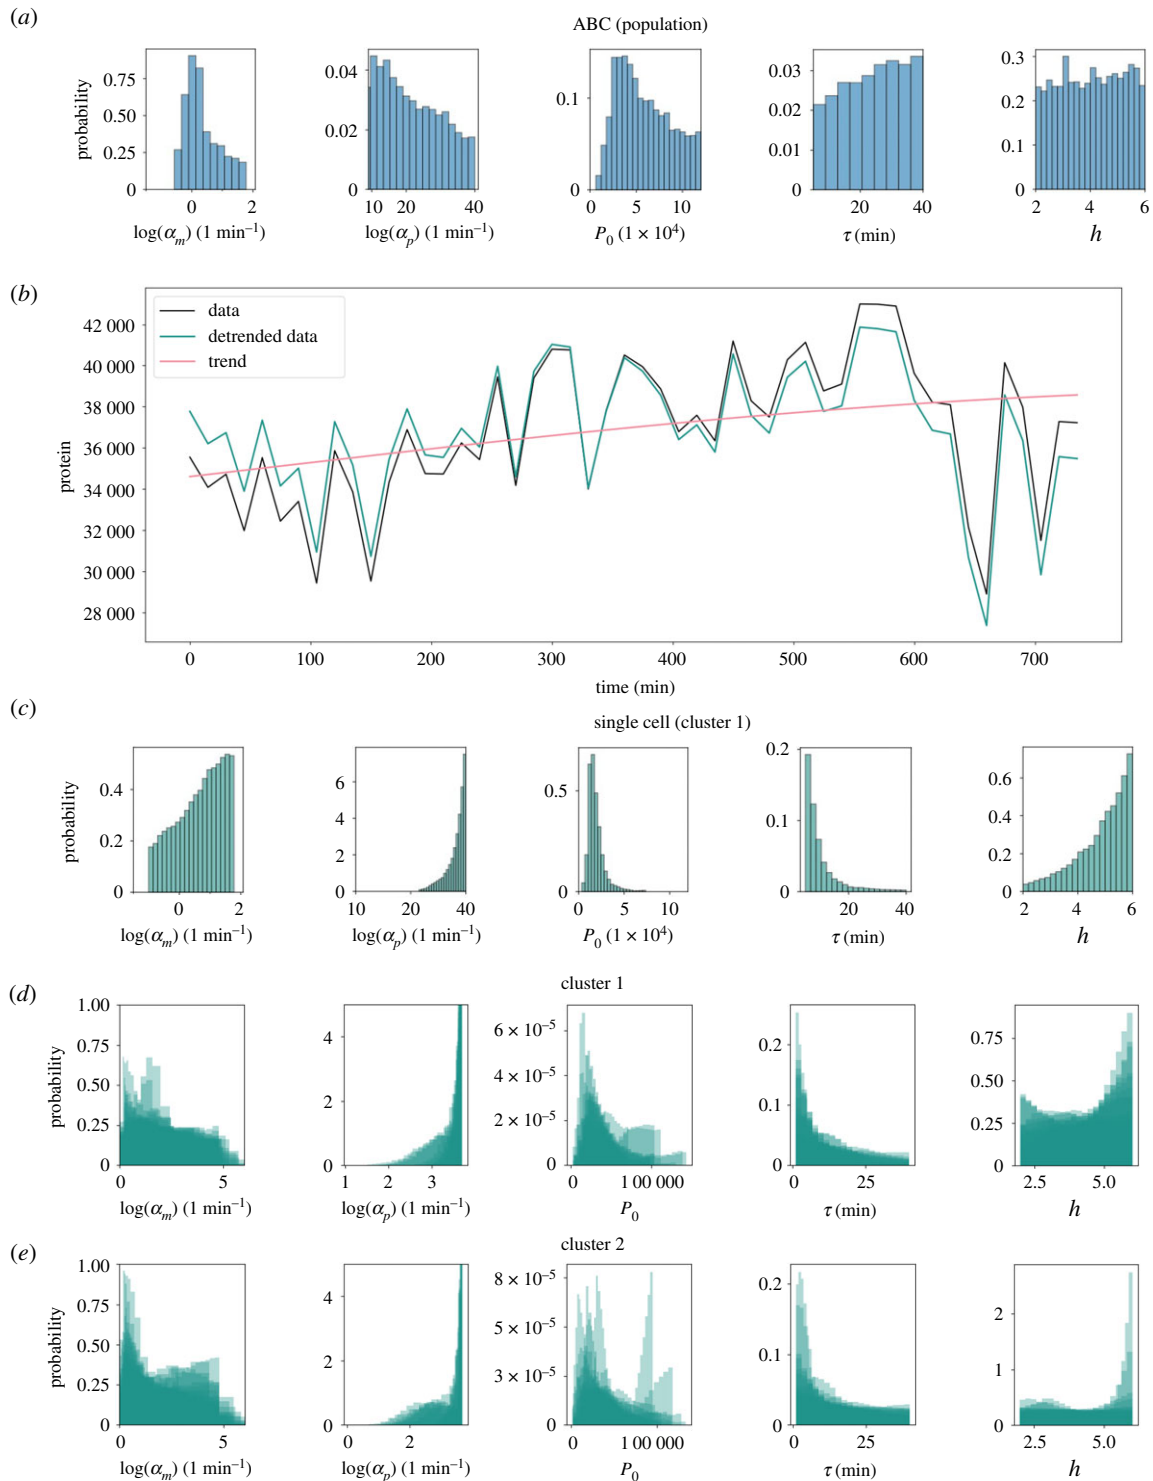 (a)
ABC (population)
probability
0.75
0.50
0.25
0
0 2
log(αm) (1 min–1)
0.04
0.02
0
10 20 40
log(αp) (1 min–1)
0.1
0
0 5 10
P0 (1 × 10⁴)
0.03
0.02
0.01
0
20 40
τ (min)
0.3
0.2
0.1
0
2 4 6
h
(b)
data
detrended data
trend
protein
42 000
40 000
38 000
36 000
34 000
32 000
30 000
28 000
0 100 200 300 400 500 600 700
time (min)
(c)
single cell (cluster 1)
probability
0.4
0.2
0
0 2
log(αm) (1 min–1)
6
4
2
0
10 20 40
log(αp) (1 min–1)
0.5
0
0 5 10
P0 (1 × 10⁴)
0.2
0.1
0
20 40
τ (min)
0.6
0.4
0.2
0
2 4 6
h
(d)
cluster 1
probability
1.00
0.75
0.50
0.25
0
0 5
log(αm) (1 min–1)
4
2
0
1 2 3
log(αp) (1 min–1)
6 × 10–5
4 × 10–5
2 × 10–5
0
0 100 000
P0
0.2
0.1
0
0 25
τ (min)
0.75
0.50
0.25
0
2.5 5.0
h
(e)
cluster 2
probability
1.00
0.75
0.50
0.25
0
0 5
log(αm) (1 min–1)
4
2
0
0 2
log(αp) (1 min–1)
8 × 10–5
5 × 10–5
3 × 10–5
0
0 100 000
P0
0.2
0.1
0
0 25
τ (min)
2
1
0
2.5 5.0
h